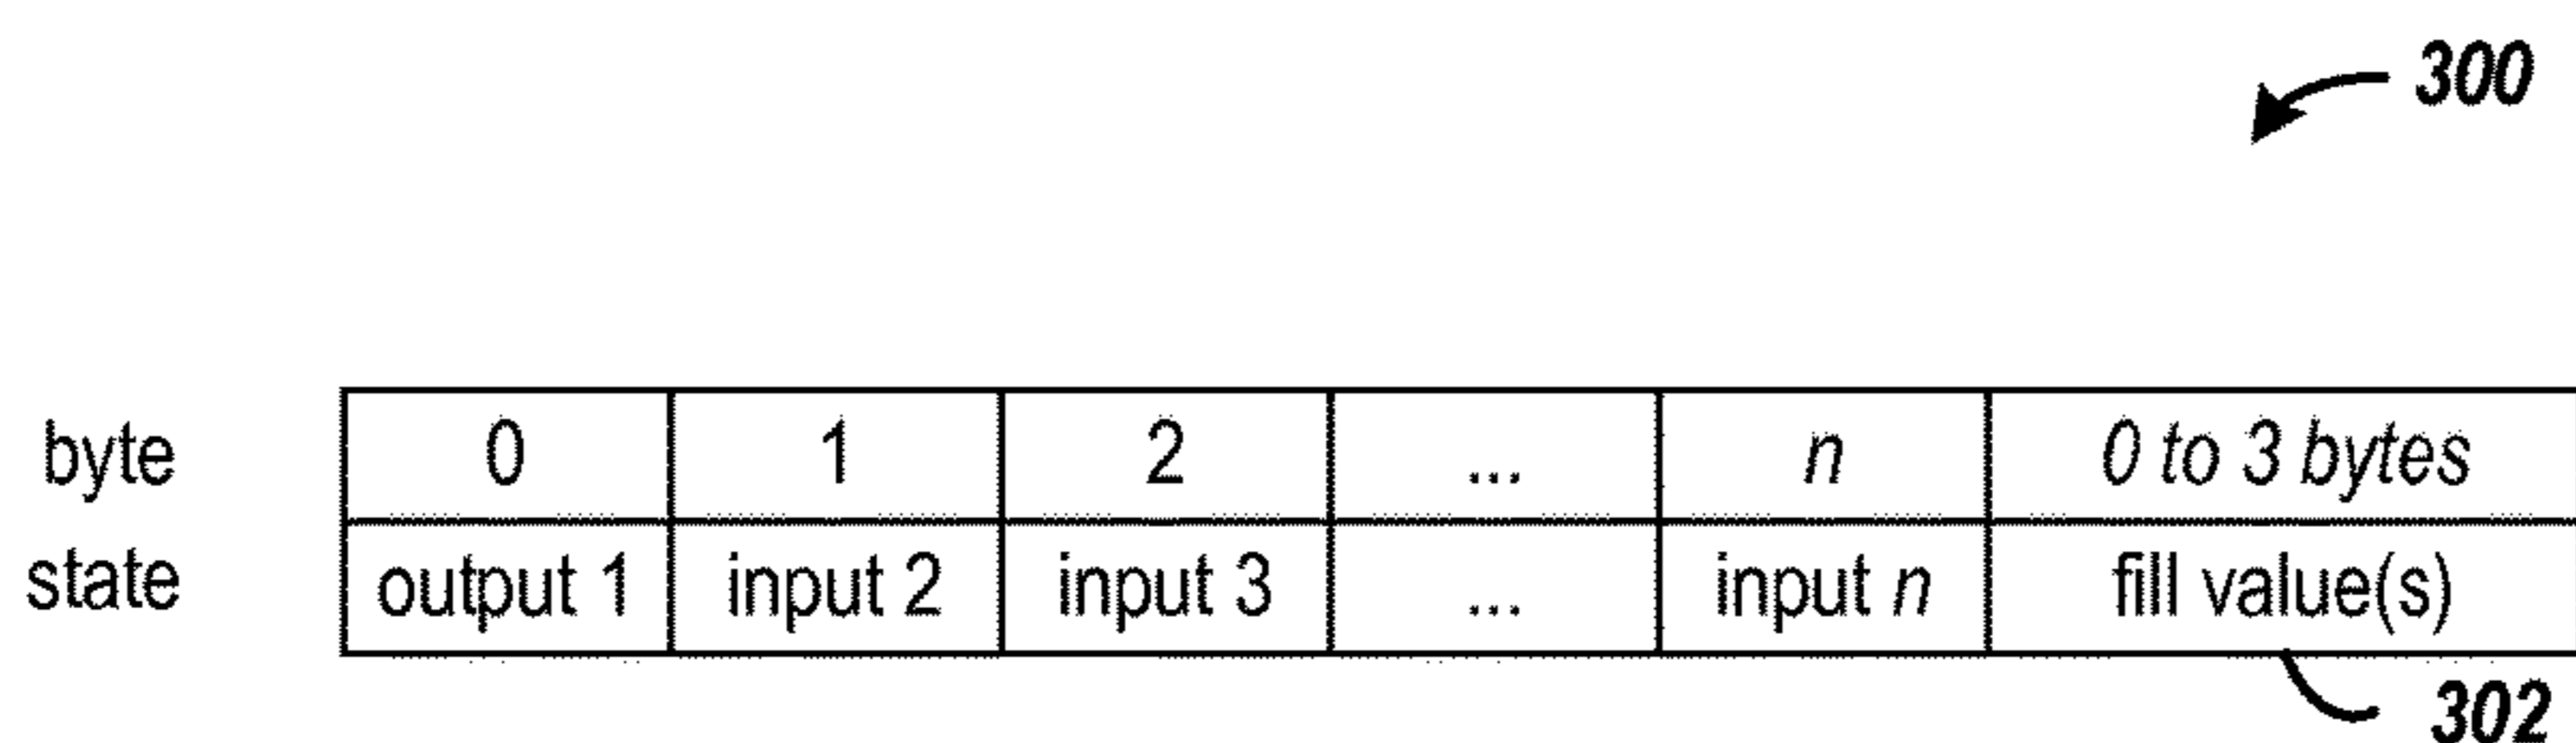 300
byte 0 1 2 ... n 0 to 3 bytes
state output 1 input 2 input 3 ... input n fill value(s)
302